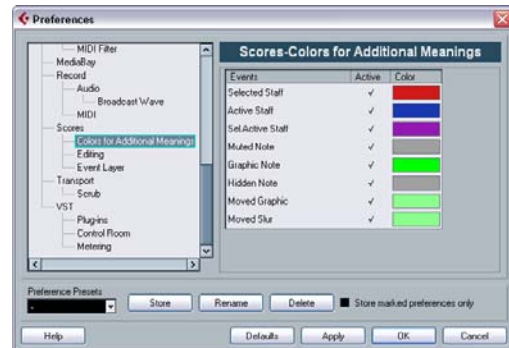 Preferences
MIDI Filter
MediaBay
Record
Audio
Broadcast Wave
MIDI
Scores
Colors for Additional Meanings
Editing
Event Layer
Transport
Scrub
VST
Plug-ins
Control Room
Metering
Scores-Colors for Additional Meanings
Events Active Color
Selected Staff
Active Staff
Sel.Active Staff
Muted Note
Graphic Note
Hidden Note
Moved Graphic
Moved Slur
Preference Presets
-
Store Rename Delete Store marked preferences only
Help Defaults Apply OK Cancel